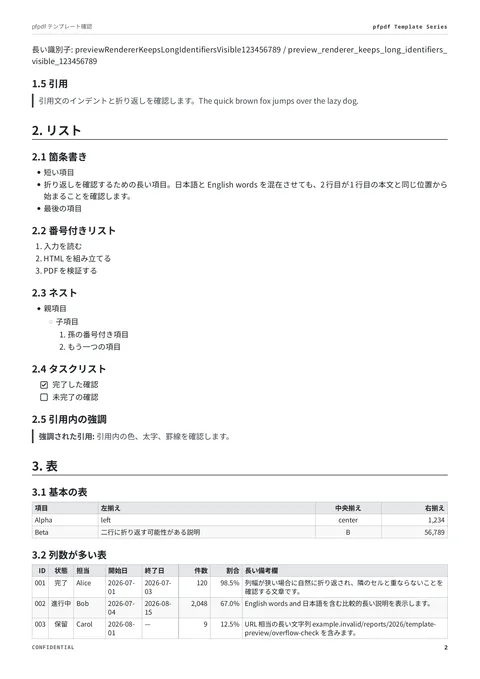 pfpdf テンプレート確認
pfpdf Template Series
長い識別子: previewRendererKeepsLongIdentifiersVisible123456789 / preview_renderer_keeps_long_identifiers_
visible_123456789
1.5 引用
引用文のインデントと折り返しを確認します。The quick brown fox jumps over the lazy dog.
2. リスト
2.1 箇条書き
• 短い項目
• 折り返しを確認するための長い項目。日本語と English words を混在させても、2行目が1行目の本文と同じ位置から
始まることを確認します。
• 最後の項目
2.2 番号付きリスト
1. 入力を読む
2. HTMLを組み立てる
3. PDFを検証する
2.3 ネスト
• 親項目
○ 子項目
1. 孫の番号付き項目
2. もう一つの項目
2.4 タスクリスト
☑ 完了した確認
☐ 未完了の確認
2.5 引用内の強調
強調された引用: 引用内の色、太字、罫線を確認します。
3. 表
3.1 基本の表
項目 左揃え 中央揃え 右揃え
Alpha left center 1,234
Beta 二行に折り返す可能性がある説明 B 56,789
3.2 列数が多い表
ID 状態 担当 開始日 終了日 件数 割合 長い備考欄
001 完了 Alice 2026-07- 2026-07- 120 98.5% 列幅が狭い場合に自然に折り返され、隣のセルと重ならないことを
01 03 確認する文章です。
002 進行中 Bob 2026-07- 2026-08- 2,048 67.0% English words and 日本語を含む比較的長い説明を表示します。
04 15
003 保留 Carol 2026-08- — 9 12.5% URL 相当の長い文字列 example.invalid/reports/2026/template-
01 preview/overflow-check を含みます。
CONFIDENTIAL
2